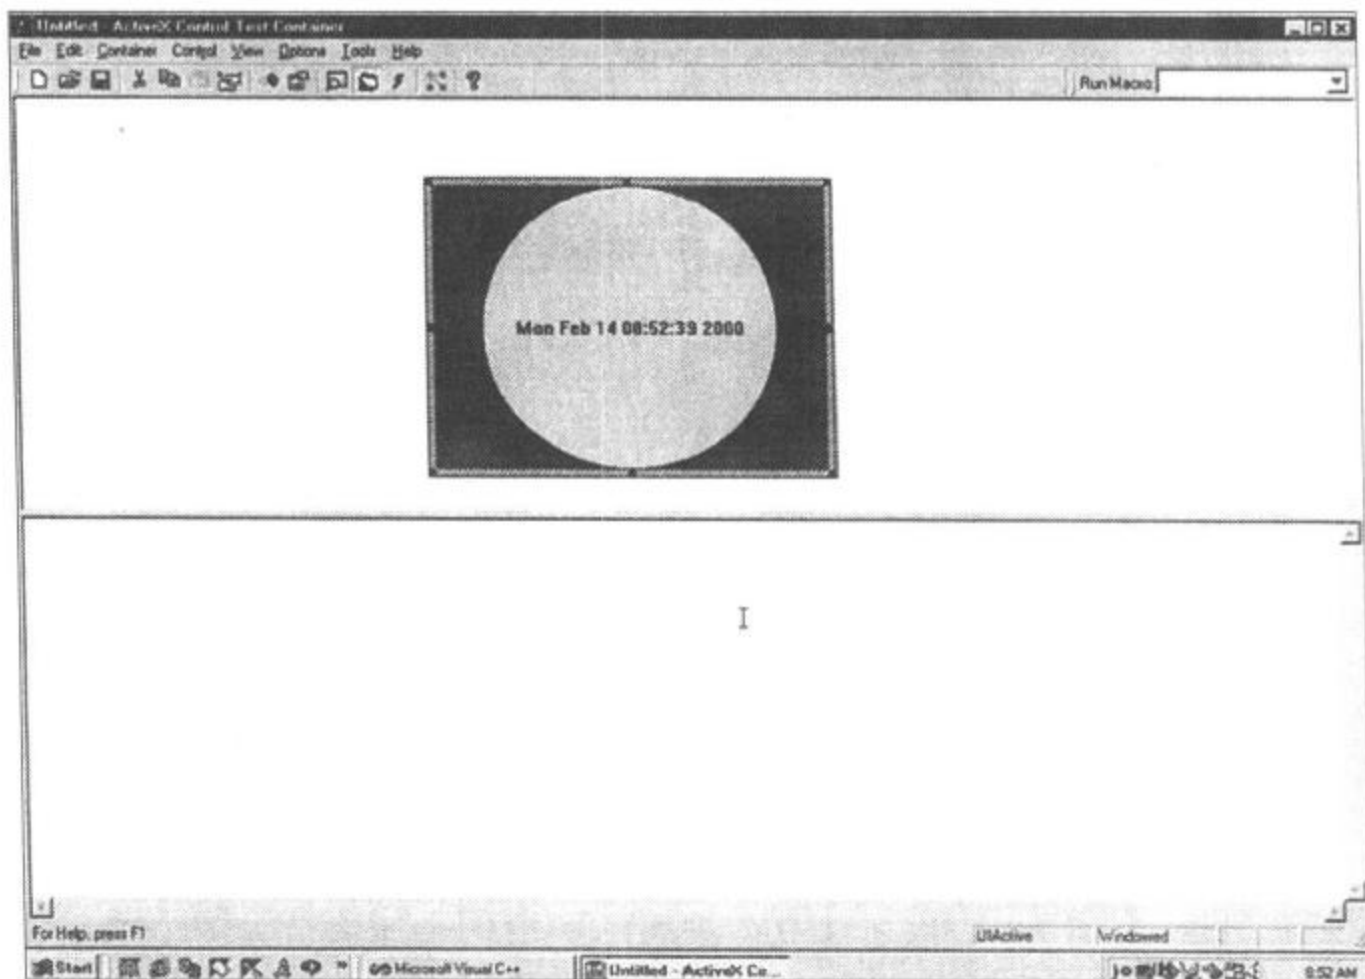 Untitled - ActiveX Control Test Container
File Edit Container Control View Options Tools Help
Run Macro:
Mon Feb 14 08:52:39 2000
For Help, press F1
UIActive
Windowed
Start
Microsoft Visual C++
Untitled - ActiveX Co...
8:52 AM